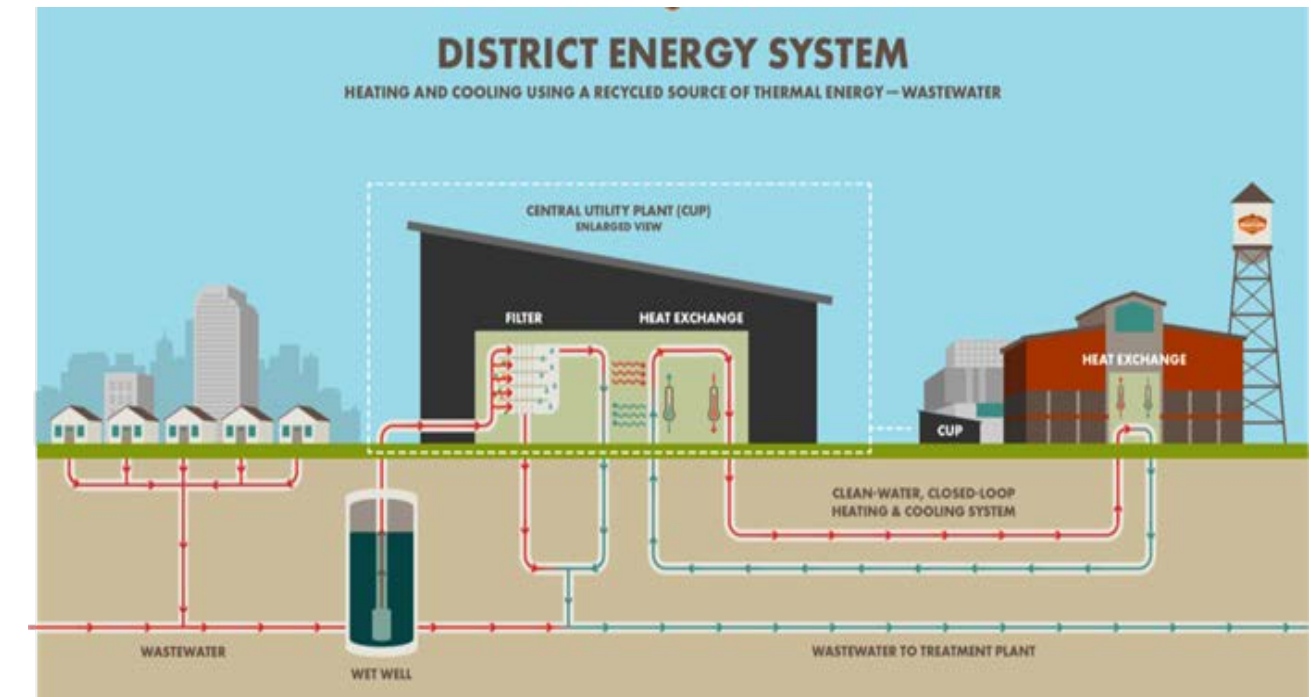 DISTRICT ENERGY SYSTEM
HEATING AND COOLING USING A RECYCLED SOURCE OF THERMAL ENERGY — WASTEWATER
CENTRAL UTILITY PLANT (CUP)
ENLARGED VIEW
FILTER
HEAT EXCHANGE
HEAT EXCHANGE
CUP
CLEAN-WATER, CLOSED-LOOP
HEATING & COOLING SYSTEM
WASTEWATER
WET WELL
WASTEWATER TO TREATMENT PLANT